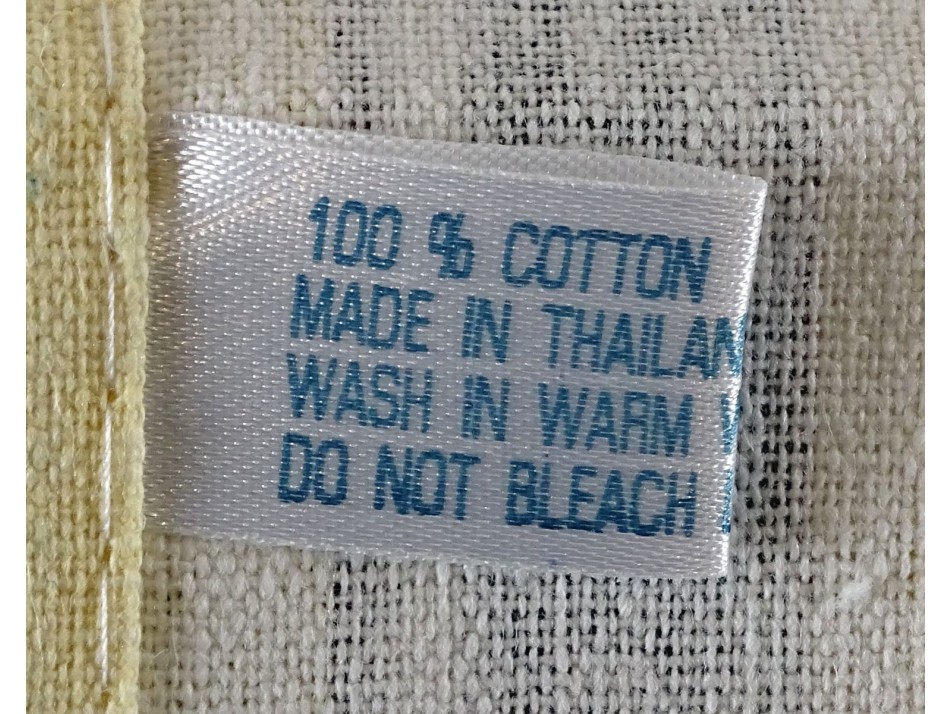 100 % COTTON
MADE IN THAILAN
WASH IN WARM
DO NOT BLEACH